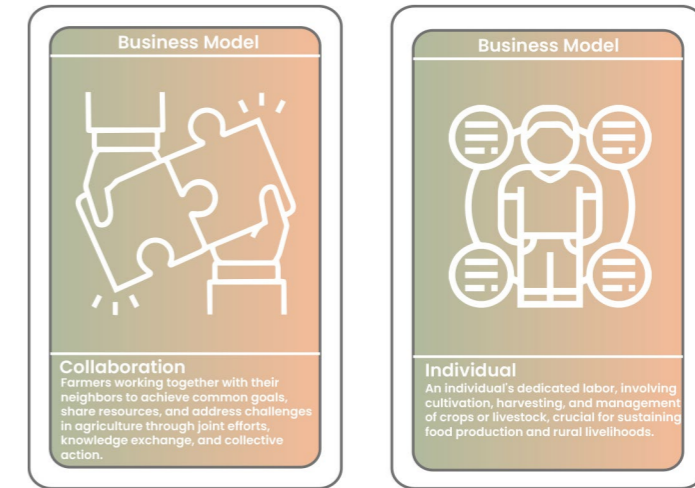 Business Model
Collaboration
Farmers working together with their
neighbors to achieve common goals,
share resources, and address challenges
in agriculture through joint efforts,
knowledge exchange, and collective
action.
Business Model
Individual
An individual's dedicated labor, involving
cultivation, harvesting, and management
of crops or livestock, crucial for sustaining
food production and rural livelihoods.